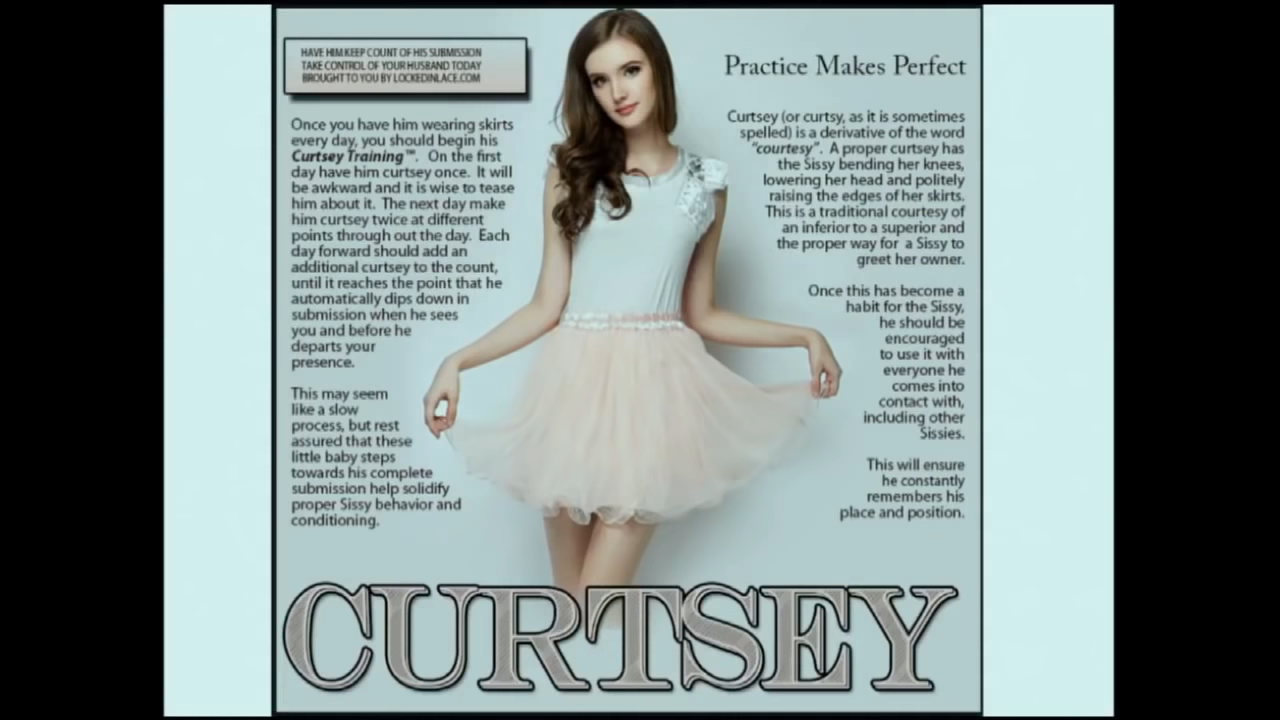 HAVE HIM KEEP COUNT OF HIS SUBMISSION
TAKE CONTROL OF YOUR HUSBAND TODAY
BROUGHT TO YOU BY LOCKEDINLACE.COM
Once you have him wearing skirts
every day, you should begin his
Curtsey Training™. On the first
day have him curtsey once. It will
be awkward and it is wise to tease
him about it. The next day make
him curtsey twice at different
points through out the day. Each
day forward should add an
additional curtsey to the count,
until it reaches the point that he
automatically dips down in
submission when he sees
you and before he
departs your
presence.
This may seem
like a slow
process, but rest
assured that these
little baby steps
towards his complete
submission help solidify
proper Sissy behavior and
conditioning.
Practice Makes Perfect
Curtsey (or curtsy, as it is sometimes
spelled) is a derivative of the word
"courtesy". A proper curtsey has
the Sissy bending her knees,
lowering her head and politely
raising the edges of her skirts.
This is a traditional courtesy of
an inferior to a superior and
the proper way for a Sissy to
greet her owner.
Once this has become a
habit for the Sissy,
he should be
encouraged
to use it with
everyone he
comes into
contact with,
including other
Sissies.
This will ensure
he constantly
remembers his
place and position.
CURTSEY